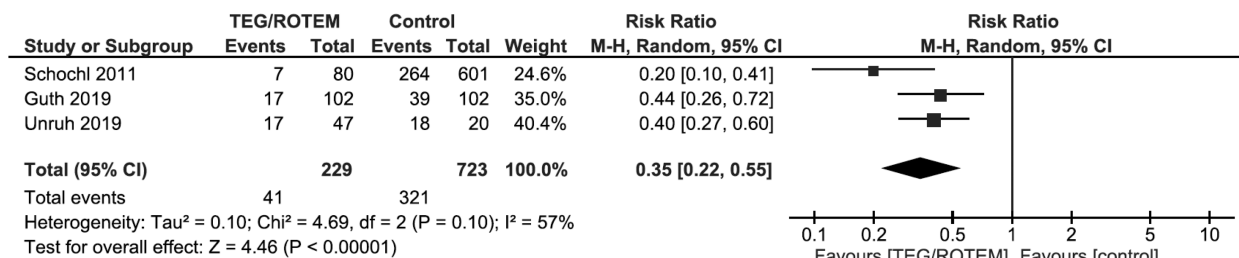 TEG/ROTEM Control Risk Ratio Risk Ratio
Study or Subgroup Events Total Events Total Weight M-H, Random, 95% CI M-H, Random, 95% CI
Schochl 2011 7 80 264 601 24.6% 0.20 [0.10, 0.41]
Guth 2019 17 102 39 102 35.0% 0.44 [0.26, 0.72]
Unruh 2019 17 47 18 20 40.4% 0.40 [0.27, 0.60]
Total (95% CI) 229 723 100.0% 0.35 [0.22, 0.55]
Total events 41 321
Heterogeneity: Tau² = 0.10; Chi² = 4.69, df = 2 (P = 0.10); I² = 57%
Test for overall effect: Z = 4.46 (P < 0.00001)
0.1 0.2 0.5 1 2 5 10
Favours [TEG/ROTEM] Favours [control]